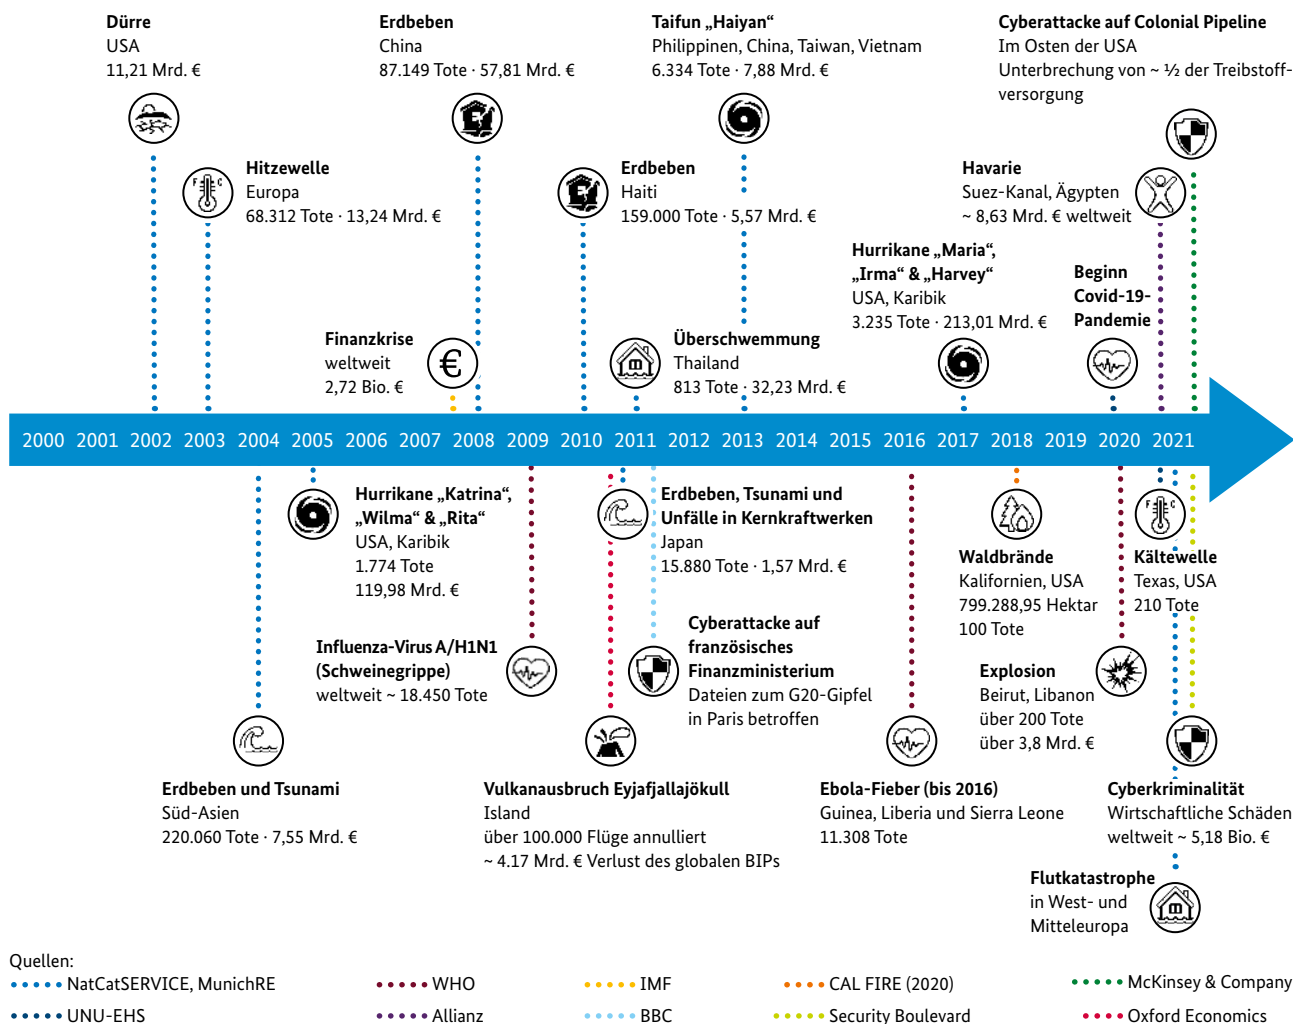 Dürre
USA
11,21 Mrd. €
Erdbeben
China
87.149 Tote · 57,81 Mrd. €
Taifun „Haiyan“
Philippinen, China, Taiwan, Vietnam
6.334 Tote · 7,88 Mrd. €
Cyberattacke auf Colonial Pipeline
Im Osten der USA
Unterbrechung von ~ ½ der Treibstoff-
versorgung
F C
Hitzewelle
Europa
68.312 Tote · 13,24 Mrd. €
Erdbeben
Haiti
159.000 Tote · 5,57 Mrd. €
Havarie
Suez-Kanal, Ägypten
~ 8,63 Mrd. € weltweit
Hurrikane „Maria“,
„Irma“ & „Harvey“
USA, Karibik
3.235 Tote · 213,01 Mrd. €
Beginn
Covid-19-
Pandemie
Finanzkrise
weltweit
2,72 Bio. €
€
Überschwemmung
Thailand
813 Tote · 32,23 Mrd. €
2000 2001 2002 2003 2004 2005 2006 2007 2008 2009 2010 2011 2012 2013 2014 2015 2016 2017 2018 2019 2020 2021
Hurrikane „Katrina“,
„Wilma“ & „Rita“
USA, Karibik
1.774 Tote
119,98 Mrd. €
Erdbeben, Tsunami und
Unfälle in Kernkraftwerken
Japan
15.880 Tote · 1,57 Mrd. €
Waldbrände
Kalifornien, USA
799.288,95 Hektar
100 Tote
F C
Kältewelle
Texas, USA
210 Tote
Influenza-Virus A/H1N1
(Schweinegrippe)
weltweit ~ 18.450 Tote
Cyberattacke auf
französisches
Finanzministerium
Dateien zum G20-Gipfel
in Paris betroffen
Explosion
Beirut, Libanon
über 200 Tote
über 3,8 Mrd. €
Erdbeben und Tsunami
Süd-Asien
220.060 Tote · 7,55 Mrd. €
Vulkanausbruch Eyjafjallajökull
Island
über 100.000 Flüge annulliert
~ 4.17 Mrd. € Verlust des globalen BIPs
Ebola-Fieber (bis 2016)
Guinea, Liberia und Sierra Leone
11.308 Tote
Cyberkriminalität
Wirtschaftliche Schäden
weltweit ~ 5,18 Bio. €
Flutkatastrophe
in West- und
Mitteleuropa
Quellen:
NatCatSERVICE, MunichRE
WHO
IMF
CAL FIRE (2020)
McKinsey & Company
UNU-EHS
Allianz
BBC
Security Boulevard
Oxford Economics